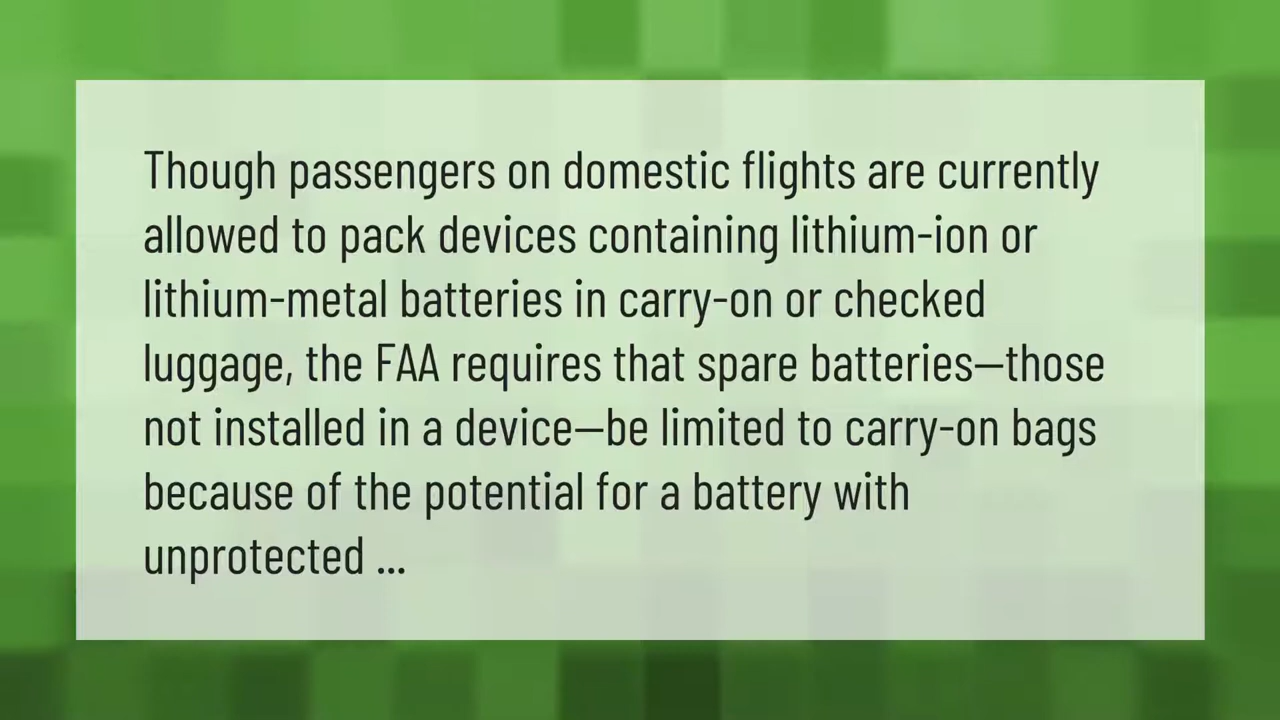 Though passengers on domestic flights are currently
allowed to pack devices containing lithium-ion or
lithium-metal batteries in carry-on or checked
luggage, the FAA requires that spare batteries—those
not installed in a device—be limited to carry-on bags
because of the potential for a battery with
unprotected ...